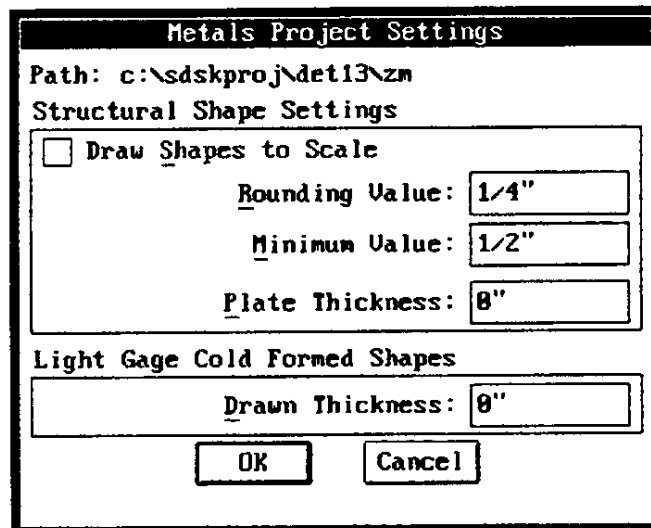 Metals Project Settings
Path: c:\sdskproj\det13\zm
Structural Shape Settings
Draw Shapes to Scale
Rounding Value: 1/4"
Minimum Value: 1/2"
Plate Thickness: 0"
Light Gage Cold Formed Shapes
Drawn Thickness: 0"
OK Cancel